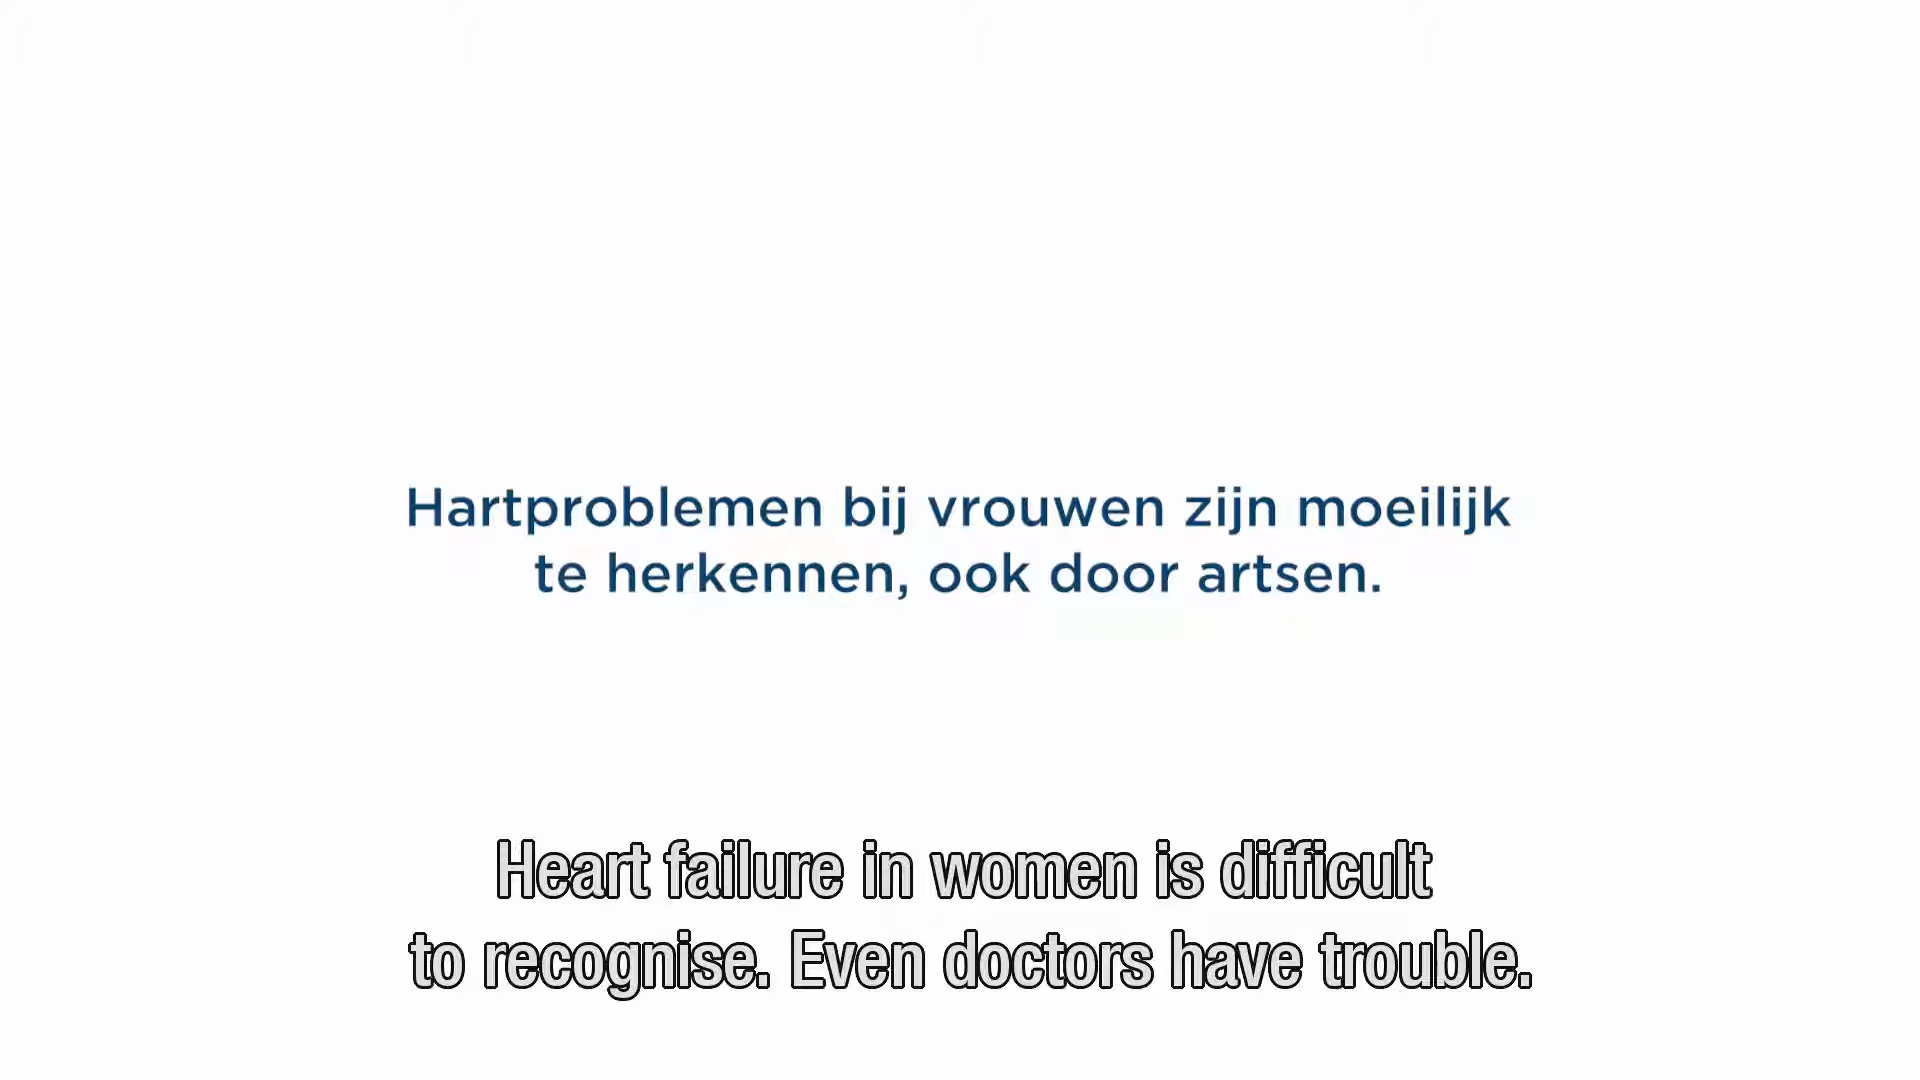 Hartproblemen bij vrouwen zijn moeilijk
te herkennen, ook door artsen.
Heart failure in women is difficult
to recognise. Even doctors have trouble.